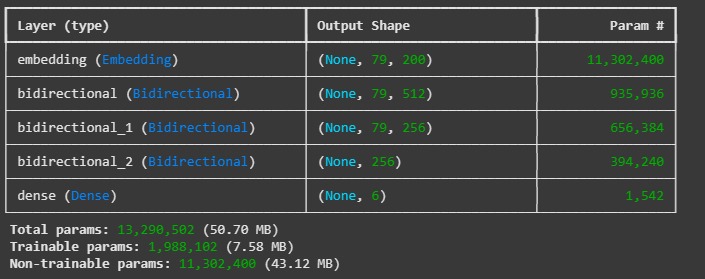 Layer (type) Output Shape Param #
embedding (Embedding) (None, 79, 200) 11,302,400
bidirectional (Bidirectional) (None, 79, 512) 935,936
bidirectional_1 (Bidirectional) (None, 79, 256) 656,384
bidirectional_2 (Bidirectional) (None, 256) 394,240
dense (Dense) (None, 6) 1,542
Total params: 13,290,502 (50.70 MB)
Trainable params: 1,988,102 (7.58 MB)
Non-trainable params: 11,302,400 (43.12 MB)